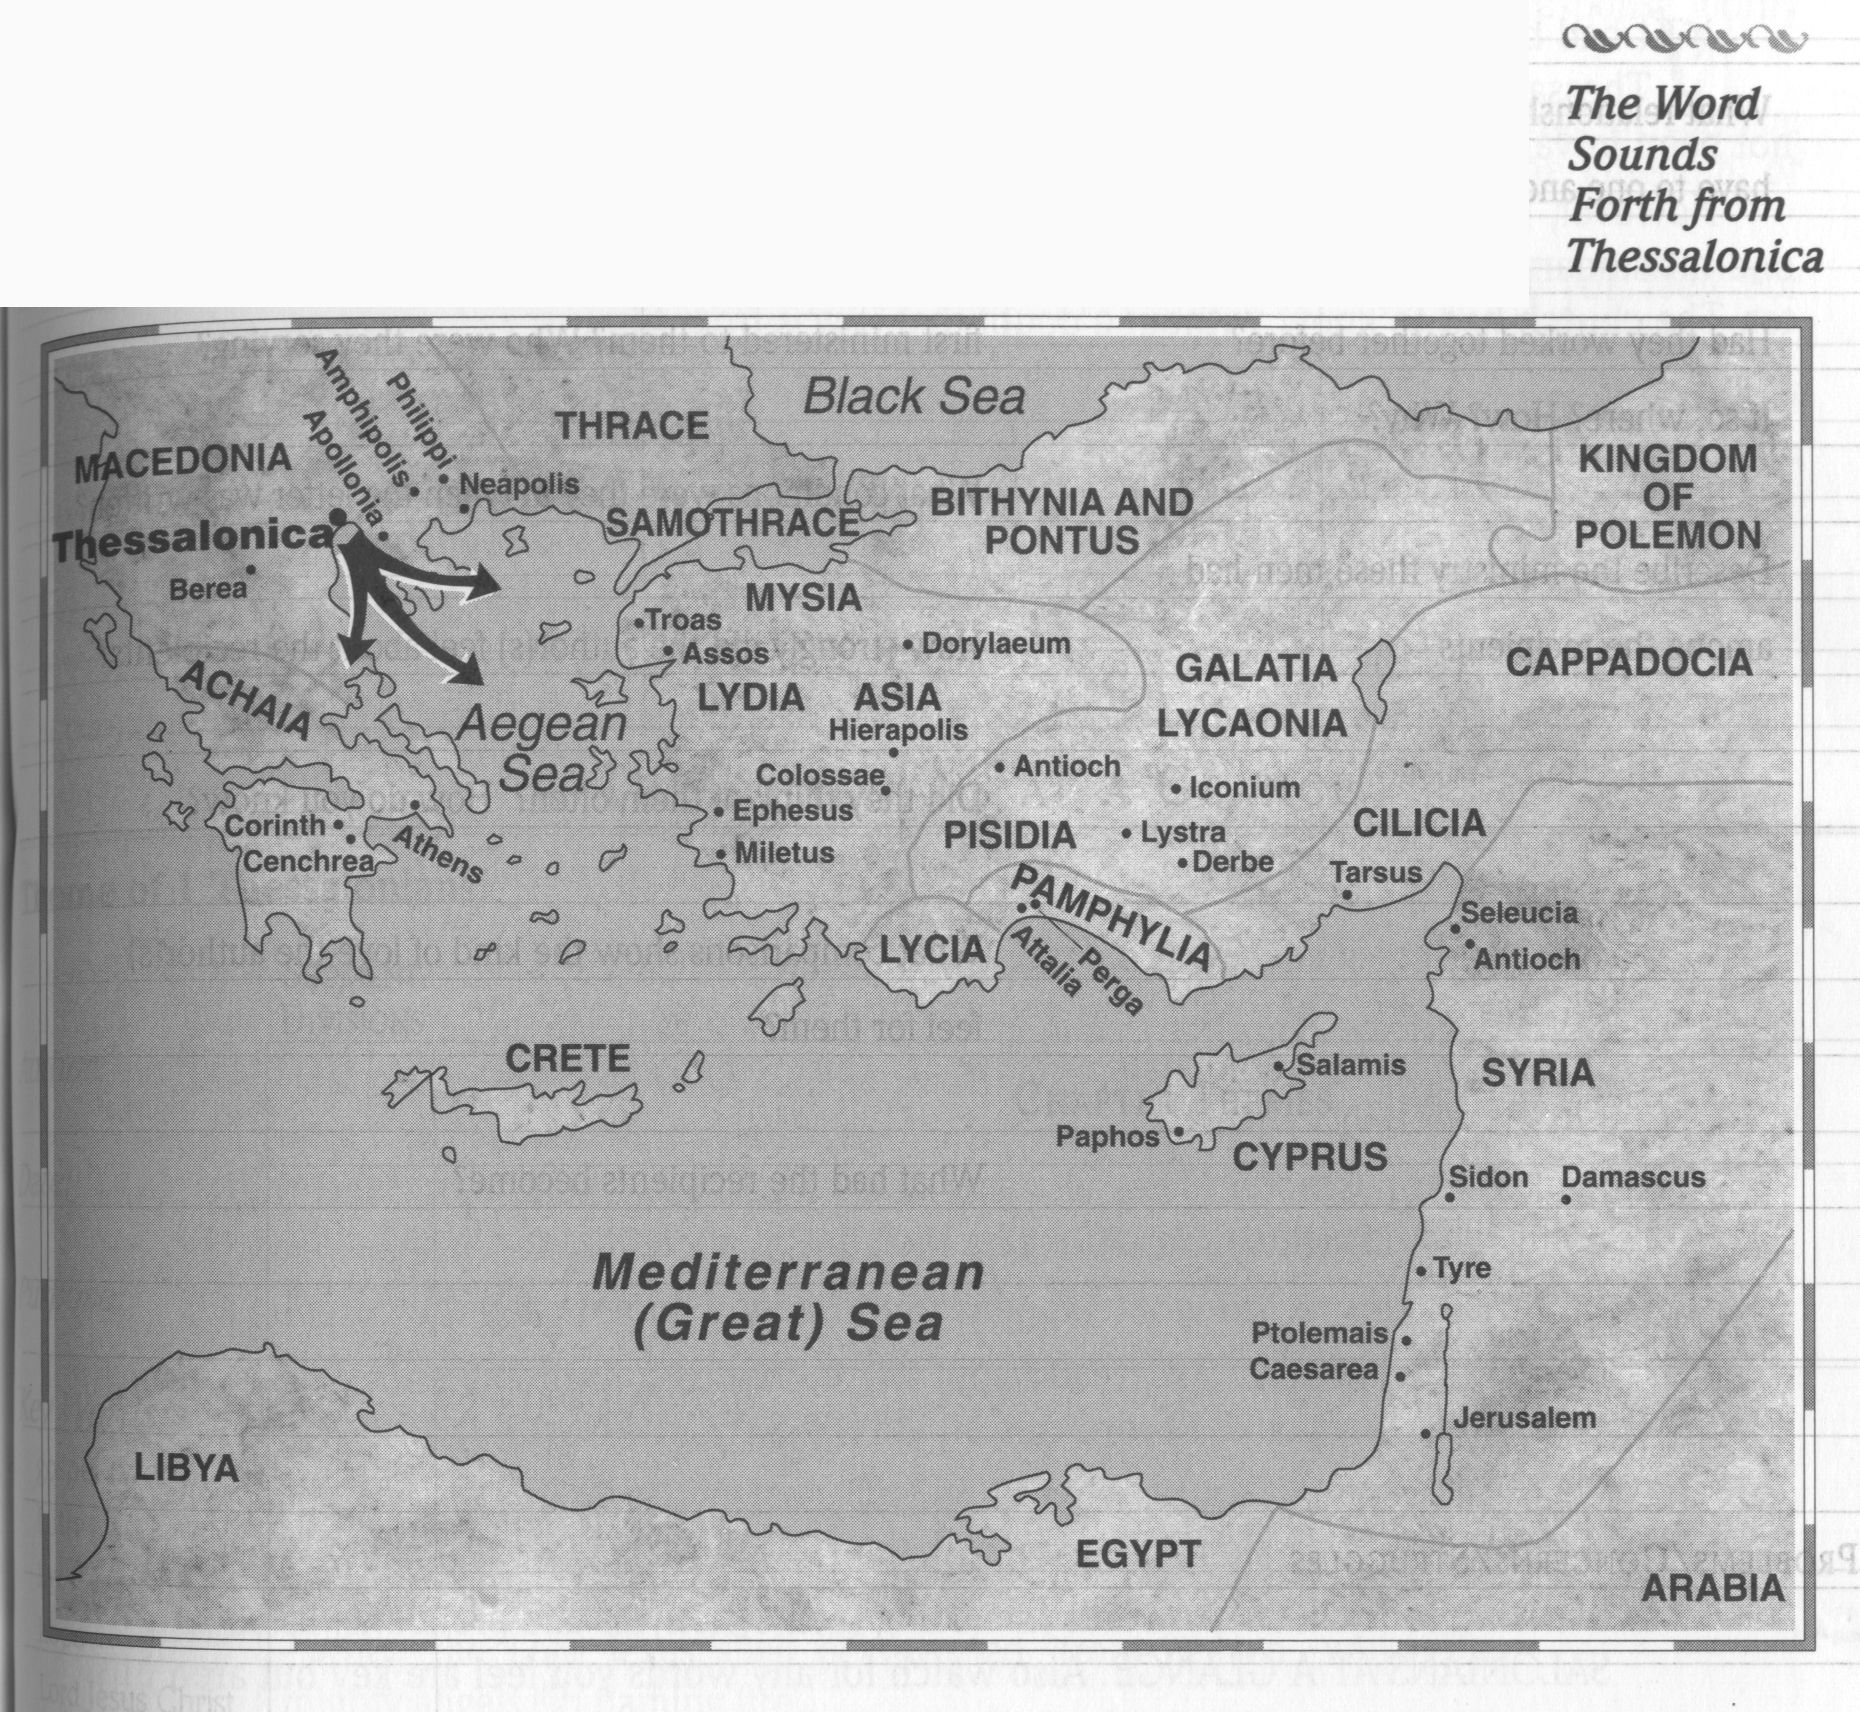 The Word
Sounds
Forth from
Thessalonica
Black Sea
THRACE
MACEDONIA
Amphipolis
Philippi
Apollonia
Neapolis
KINGDOM
OF
POLEMON
Thessalonica
SAMOTHRACE
BITHYNIA AND
PONTUS
Berea
MYSIA
Troas
Assos
Dorylaeum
GALATIA
CAPPADOCIA
ACHAIA
LYDIA
ASIA
LYCAONIA
Aegean
Sea
Hierapolis
Colossae
Antioch
Iconium
Ephesus
Corinth
Cenchrea
Athens
Miletus
PISIDIA
Lystra
Derbe
CILICIA
Tarsus
PAMPHYLIA
Seleucia
Antioch
LYCIA
Attalia
Perga
CRETE
Salamis
SYRIA
Paphos
CYPRUS
Sidon
Damascus
Mediterranean
(Great) Sea
Tyre
Ptolemais
Caesarea
Jerusalem
LIBYA
EGYPT
ARABIA
Lord Jesus Christ